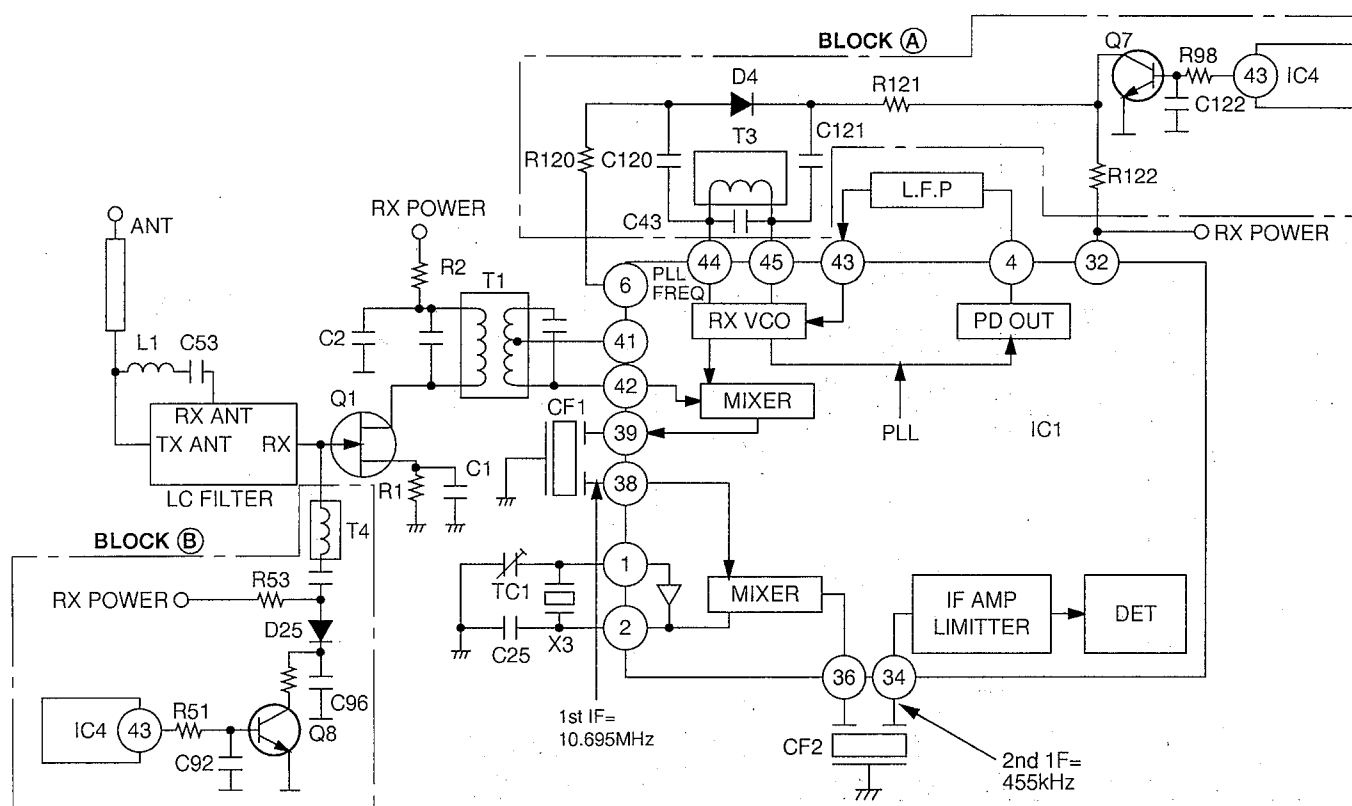 BLOCK Ⓐ
Q7
R98
43
IC4
C122
D4
R121
T3
C121
R120
C120
R122
L.F.P
RX POWER
C43
RX POWER
ANT
R2
T1
6
PLL
FREQ
44
45
43
4
32
C2
RX VCO
PD OUT
41
L1
C53
42
MIXER
PLL
IC1
Q1
CF1
RX ANT
TX ANT
RX
39
LC FILTER
R1
C1
38
T4
BLOCK Ⓑ
1
TC1
MIXER
IF AMP
LIMITTER
DET
R53
RX POWER
D25
2
C25
X3
C96
36
34
IC4
43
R51
Q8
C92
1st IF=
10.695MHz
CF2
2nd 1F=
455kHz